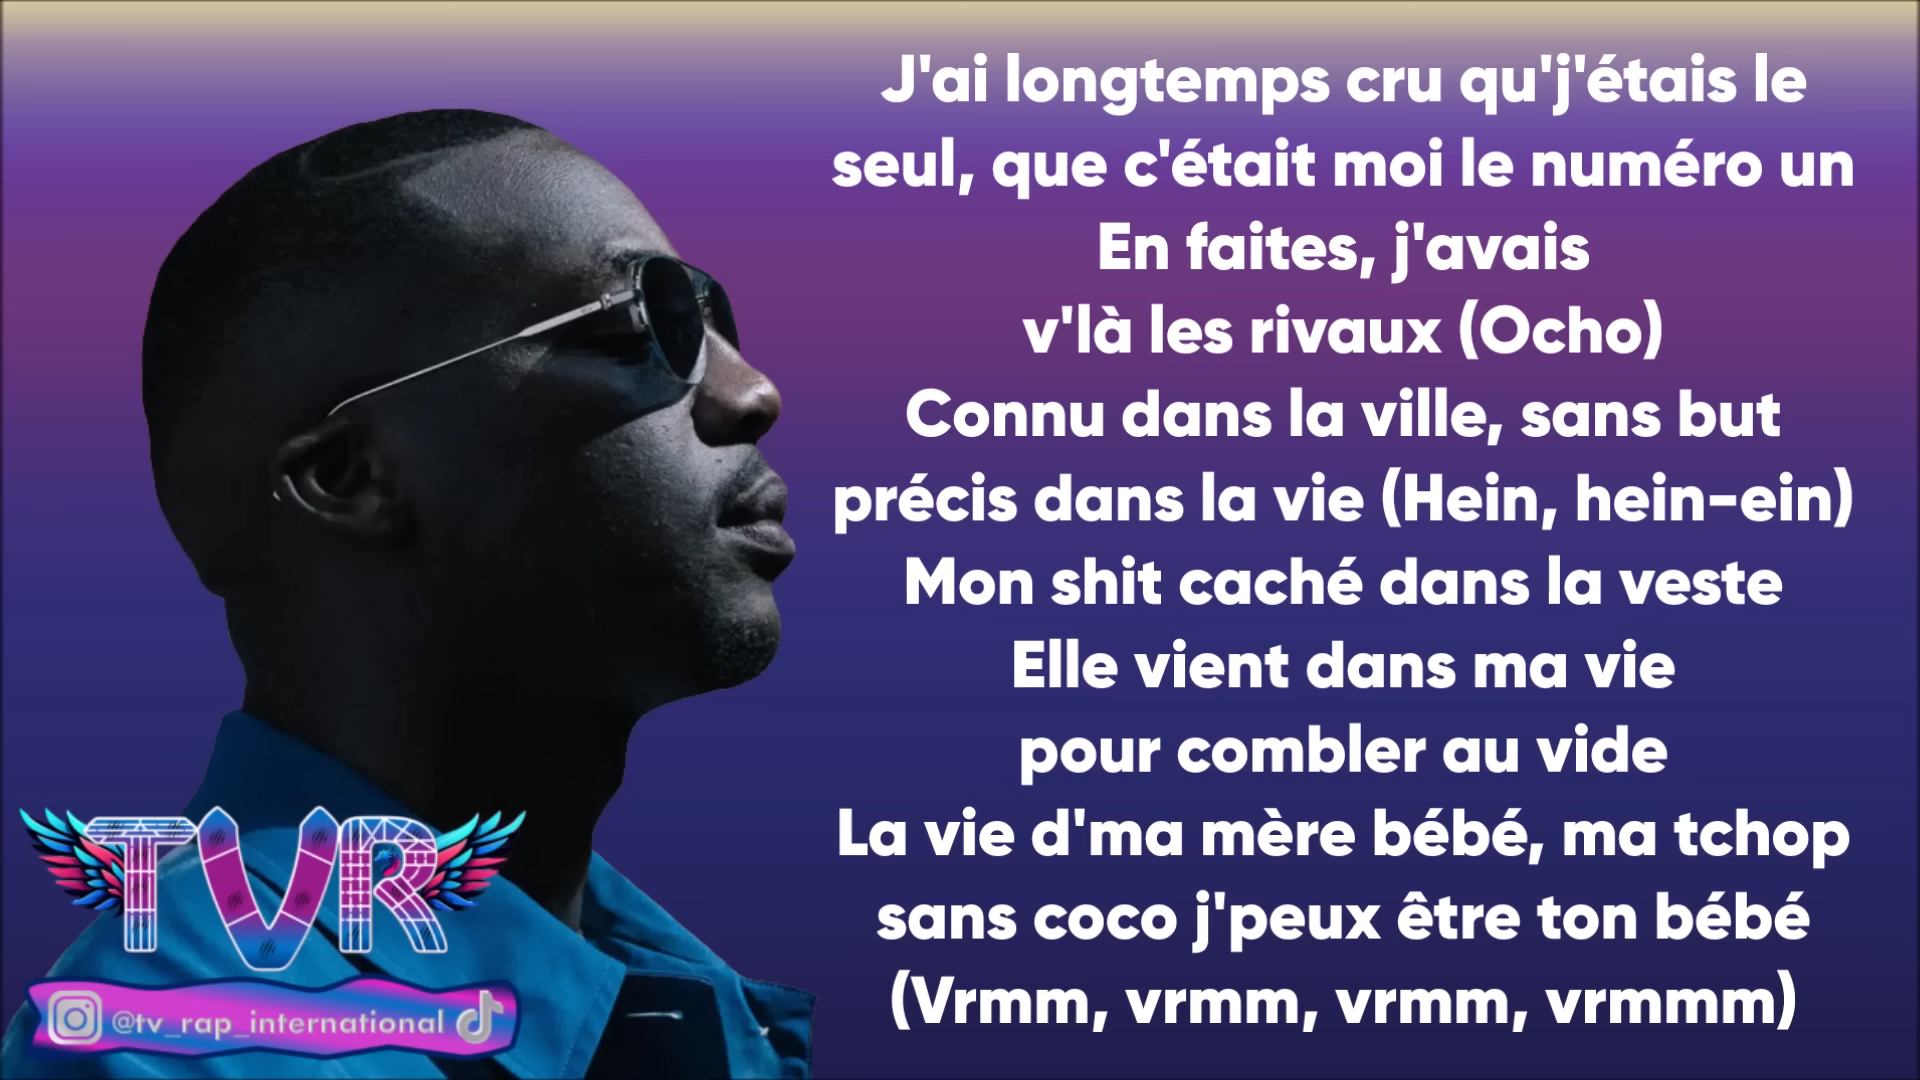 J'ai longtemps cru qu'j'étais le
seul, que c'était moi le numéro un
En faites, j'avais
v'là les rivaux (Ocho)
Connu dans la ville, sans but
précis dans la vie (Hein, hein-ein)
Mon shit caché dans la veste
Elle vient dans ma vie
pour combler au vide
La vie d'ma mère bébé, ma tchop
sans coco j'peux être ton bébé
(Vrmm, vrmm, vrmm, vrmmm)
TVR
@tv_rap_international